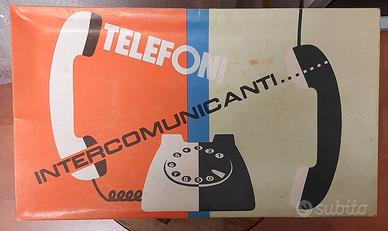 TELEFONI
INTERCOMUNICANTI....
subito